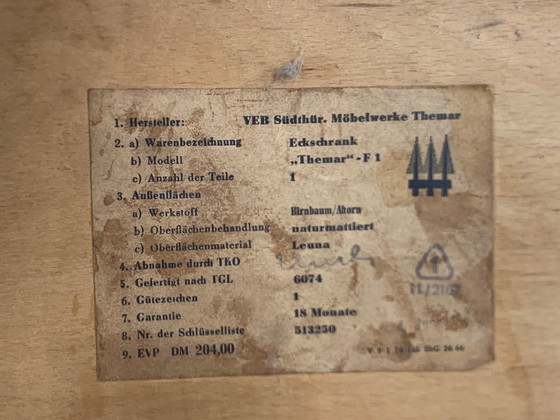 1. Hersteller: VEB Südthür. Möbelwerke Themar
2. a) Warenbezeichnung Eckschrank
b) Modell „Themar“-F 1
c) Anzahl der Teile 1
3. Außenflächen
a) Werkstoff Birnbaum/Ahorn
b) Oberflächenbehandlung naturmattiert
c) Oberflächenmaterial Leuna
4. Abnahme durch TKO
5. Gefertigt nach TGL 6074
6. Gütezeichen 1
7. Garantie 18 Monate
8. Nr. der Schlüsselliste 513250
9. EVP DM 204,00